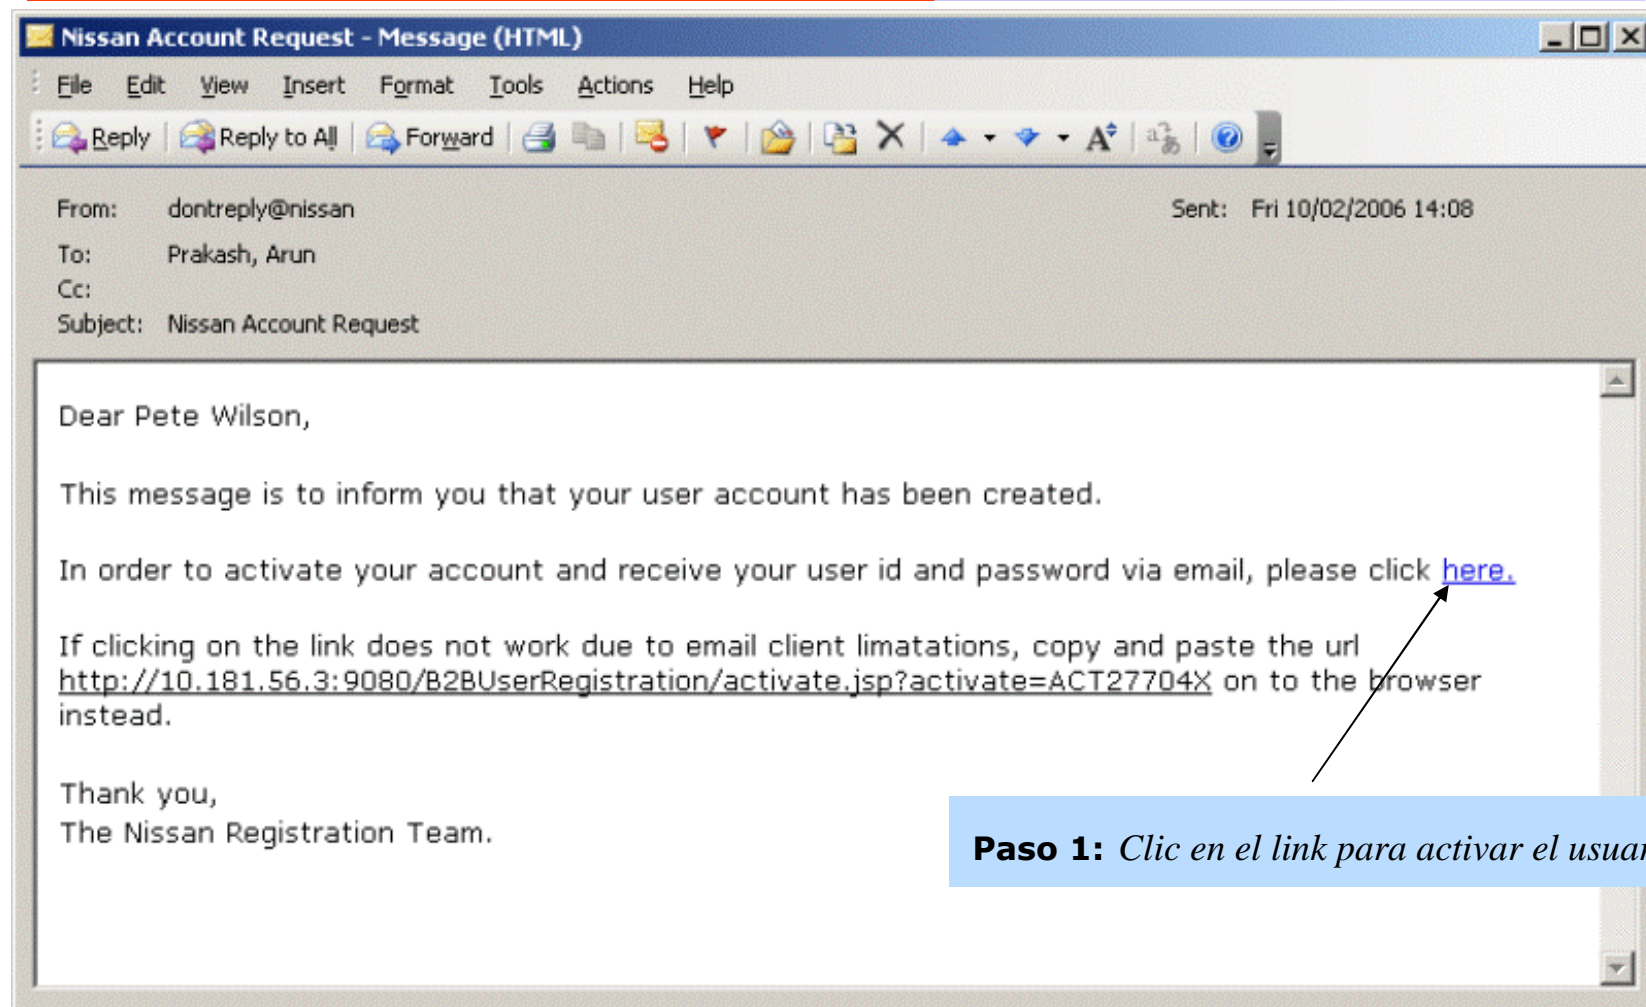 Nissan Account Request - Message (HTML)
File Edit View Insert Format Tools Actions Help
Reply Reply to All Forward
From: dontreply@nissan Sent: Fri 10/02/2006 14:08
To: Prakash, Arun
Cc:
Subject: Nissan Account Request
Dear Pete Wilson,
This message is to inform you that your user account has been created.
In order to activate your account and receive your user id and password via email, please click here.
If clicking on the link does not work due to email client limatations, copy and paste the url
http://10.181.56.3:9080/B2BUserRegistration/activate.jsp?activate=ACT27704X on to the browser
instead.
Thank you,
The Nissan Registration Team.
Paso 1: Clic en el link para activar el